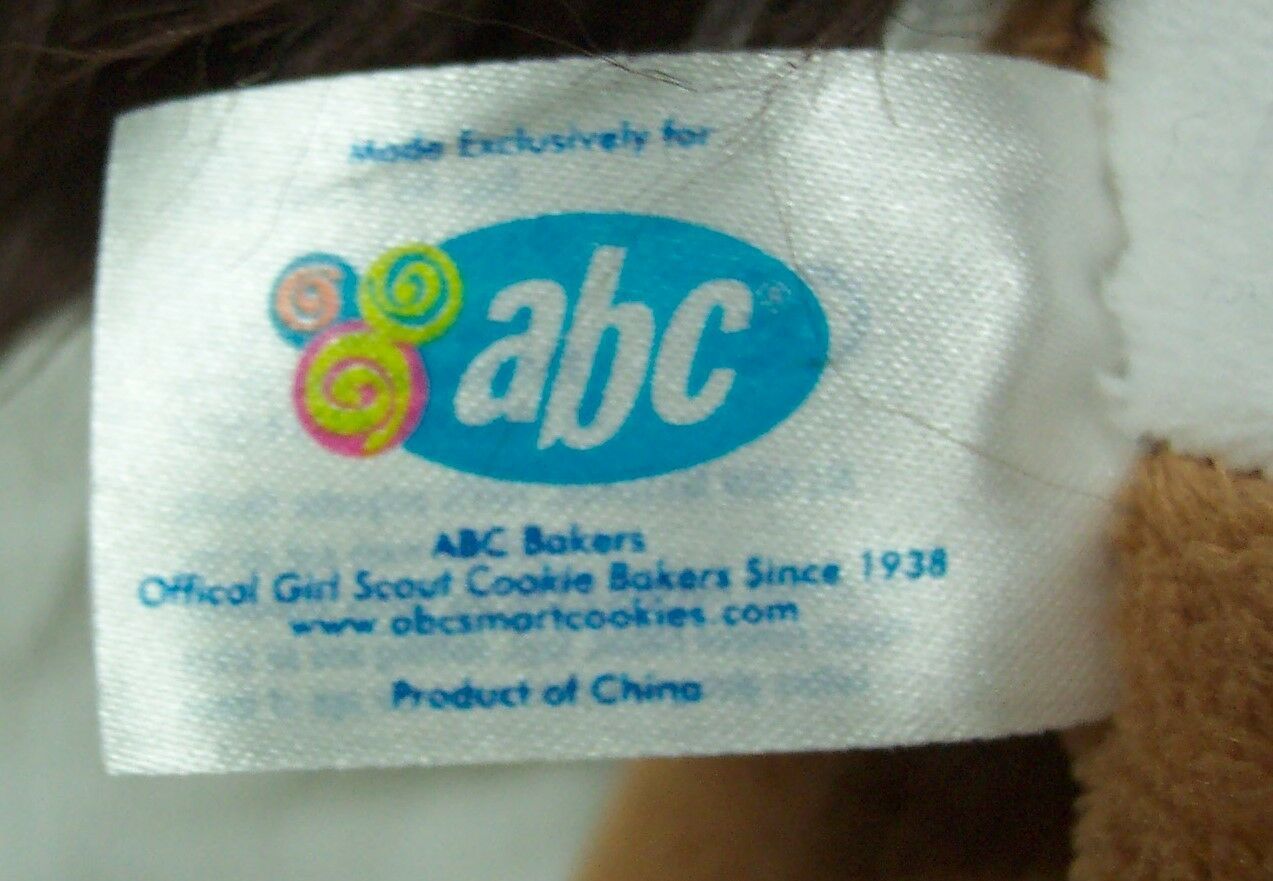 Made Exclusively for
abc®
ABC Bakers
Offical Girl Scout Cookie Bakers Since 1938
www.abcsmartcookies.com
Product of China